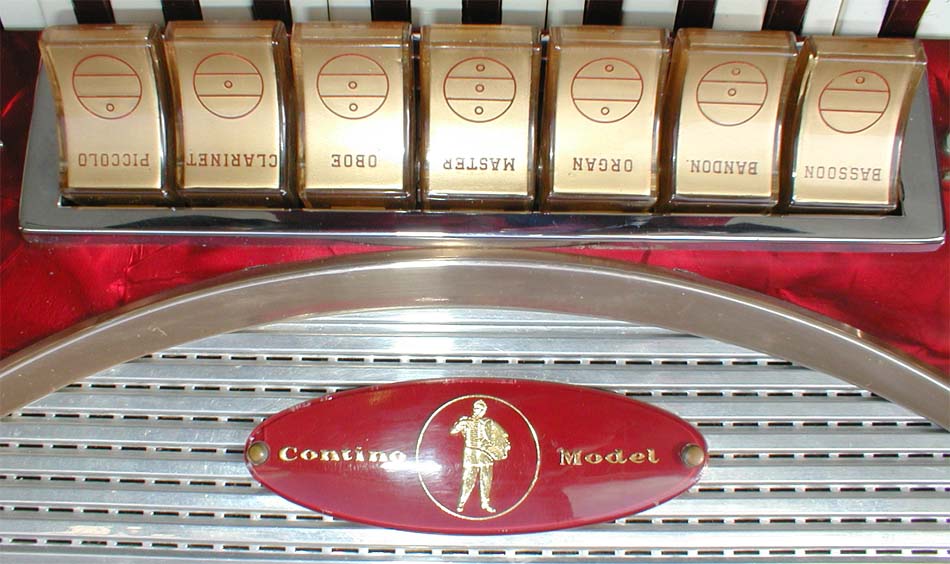 PICCOLO
CLARINET
OBOE
MASTER
ORGAN
BANDON.
BASSOON
Contino Model